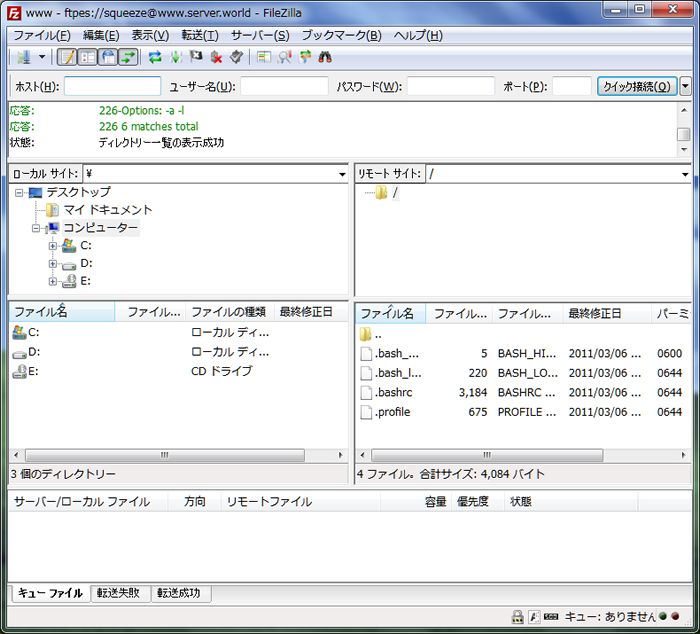 www - ftpes://squeeze@www.server.world - FileZilla
ファイル(F) 編集(E) 表示(V) 転送(T) サーバー(S) ブックマーク(B) ヘルプ(H)
ホスト(H): ユーザー名(U): パスワード(W): ポート(P): クイック接続(Q)
応答: 226-Options: -a -l
応答: 226 6 matches total
状態: ディレクトリー一覧の表示成功
ローカル サイト: ¥
デスクトップ
マイ ドキュメント
コンピューター
C:
D:
E:
リモート サイト: /
/
ファイル名 ファイル... ファイルの種類 最終修正日
C: ローカル ディ...
D: ローカル ディ...
E: CD ドライブ
3 個のディレクトリー
ファイル名 ファイル... ファイル... 最終修正日 パーミ
..
.bash_... 5 BASH_HI... 2011/03/06 ... 0600
.bash_l... 220 BASH_LO... 2011/03/06 ... 0644
.bashrc 3,184 BASHRC ... 2011/03/06 ... 0644
.profile 675 PROFILE ... 2011/03/06 ... 0644
4 ファイル。合計サイズ: 4,084 バイト
サーバー/ローカル ファイル 方向 リモートファイル 容量 優先度 状態
キュー ファイル 転送失敗 転送成功
キュー: ありません